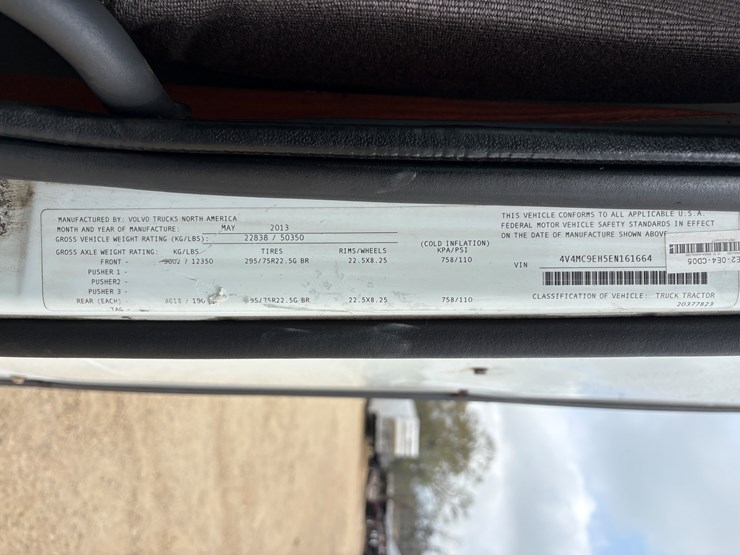 MANUFACTURED BY: VOLVO TRUCKS NORTH AMERICA
MONTH AND YEAR OF MANUFACTURE: MAY 2013
GROSS VEHICLE WEIGHT RATING (KG/LBS): 22838 / 50350
GROSS AXLE WEIGHT RATING: KG/LBS TIRES RIMS/WHEELS (COLD INFLATION) KPA/PSI
FRONT - / 12350 295/75R22.5G BR 22.5X8.25 758/110
PUSHER 1 -
PUSHER2 -
PUSHER 3 -
REAR (EACH) 22.5X8.25 758/110
TAG -
THIS VEHICLE CONFORMS TO ALL APPLICABLE U.S.A.
FEDERAL MOTOR VEHICLE SAFETY STANDARDS IN EFFECT
ON THE DATE OF MANUFACTURE SHOWN ABOVE
VIN 4V4MC9EH5EN161664
CLASSIFICATION OF VEHICLE: TRUCK TRACTOR
20377823